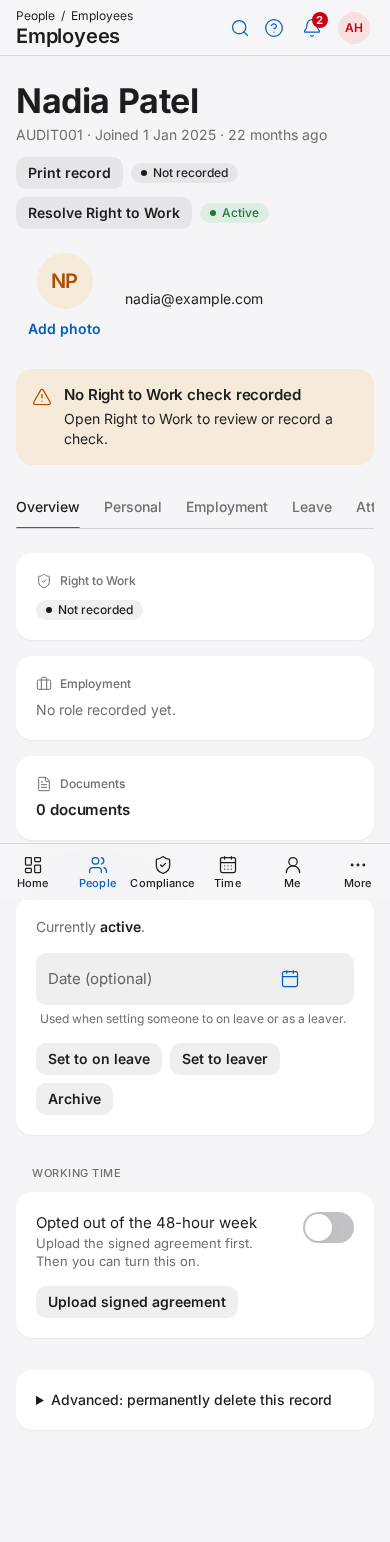 People / Employees
Employees
2
AH
Nadia Patel
AUDIT001 · Joined 1 Jan 2025 · 22 months ago
Print record
Not recorded
Resolve Right to Work
Active
NP
nadia@example.com
Add photo
No Right to Work check recorded
Open Right to Work to review or record a
check.
Overview Personal Employment Leave Att
Right to Work
Not recorded
Employment
No role recorded yet.
Documents
0 documents
Home People Compliance Time Me More
Currently active.
Date (optional)
Used when setting someone to on leave or as a leaver.
Set to on leave
Set to leaver
Archive
WORKING TIME
Opted out of the 48-hour week
Upload the signed agreement first.
Then you can turn this on.
Upload signed agreement
Advanced: permanently delete this record